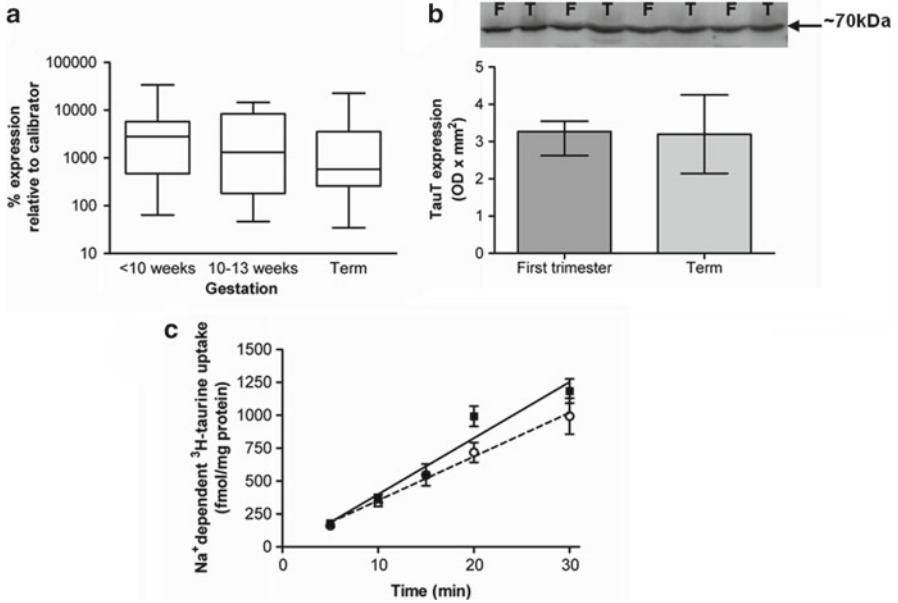 a
% expression
relative to calibrator
100000
10000
1000
100
10
<10 weeks
10-13 weeks
Term
Gestation
b
F T F T F T F T
~70kDa
TauT expression
(OD x mm²)
5
4
3
2
1
0
First trimester
Term
c
Na⁺ dependent ³H-taurine uptake
(fmol/mg protein)
1500
1250
1000
750
500
250
0
0
10
20
30
Time (min)